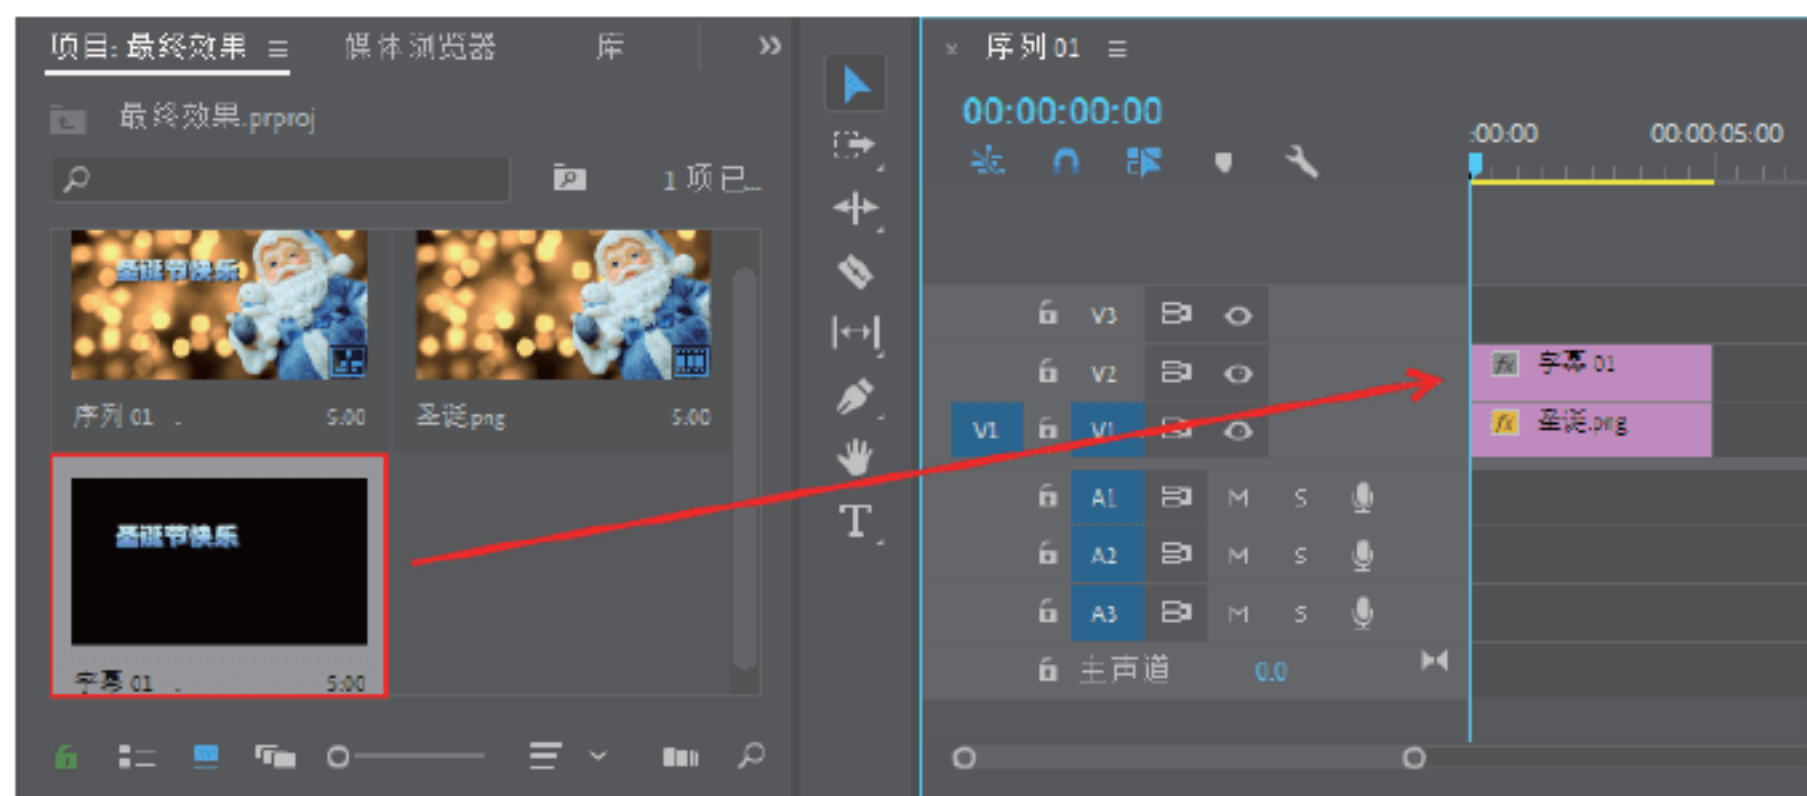 项目: 最终效果 媒体浏览器 库
最终效果.prproj
1 项已...
圣诞节快乐
序列 01 5:00
圣诞.png 5:00
圣诞节快乐
字幕 01 5:00
T
序列 01
00:00:00:00
:00:00 00:00:05:00
V3
V2
fx 字幕 01
V1 V1
fx 圣诞.png
A1 M S
A2 M S
A3 M S
主声道 0.0